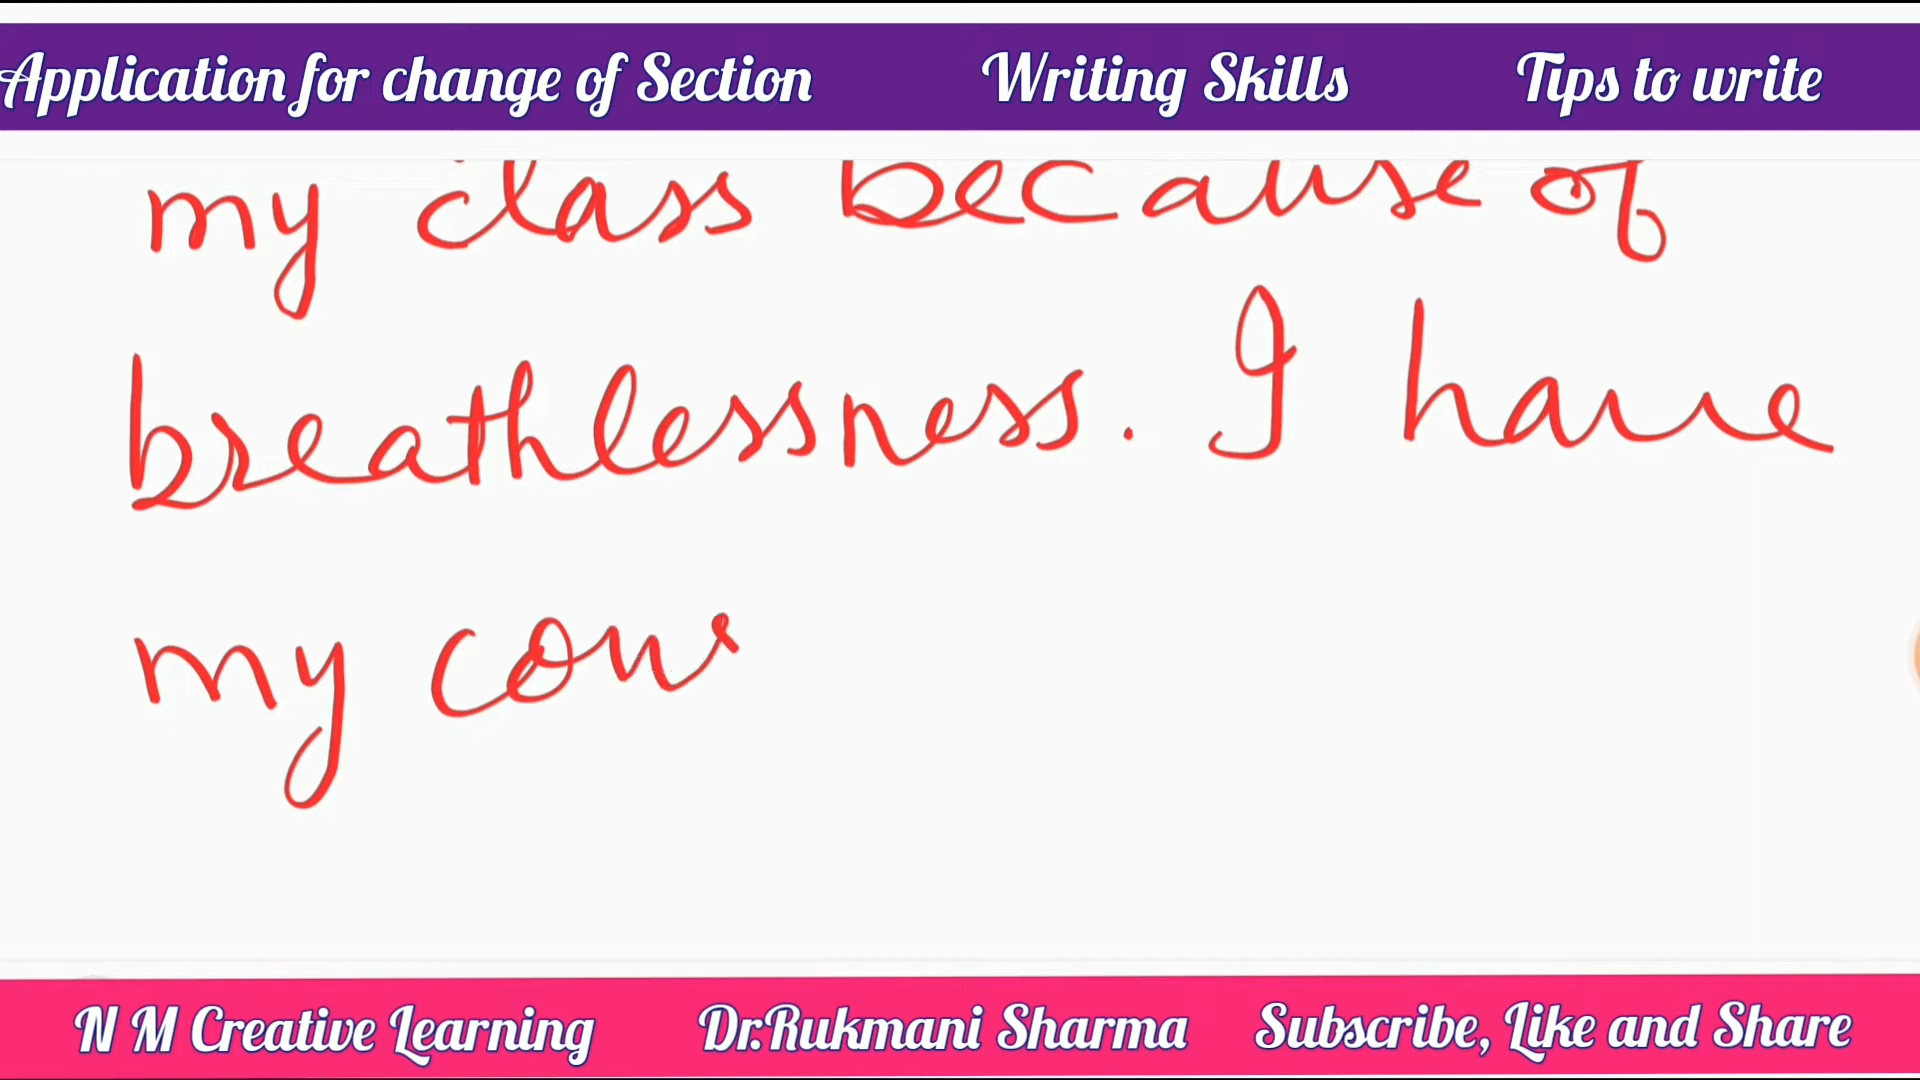 Application for change of Section Writing Skills Tips to write
my class because of
breathlessness. I have
my cous
N M Creative Learning Dr.Rukmani Sharma Subscribe, Like and Share